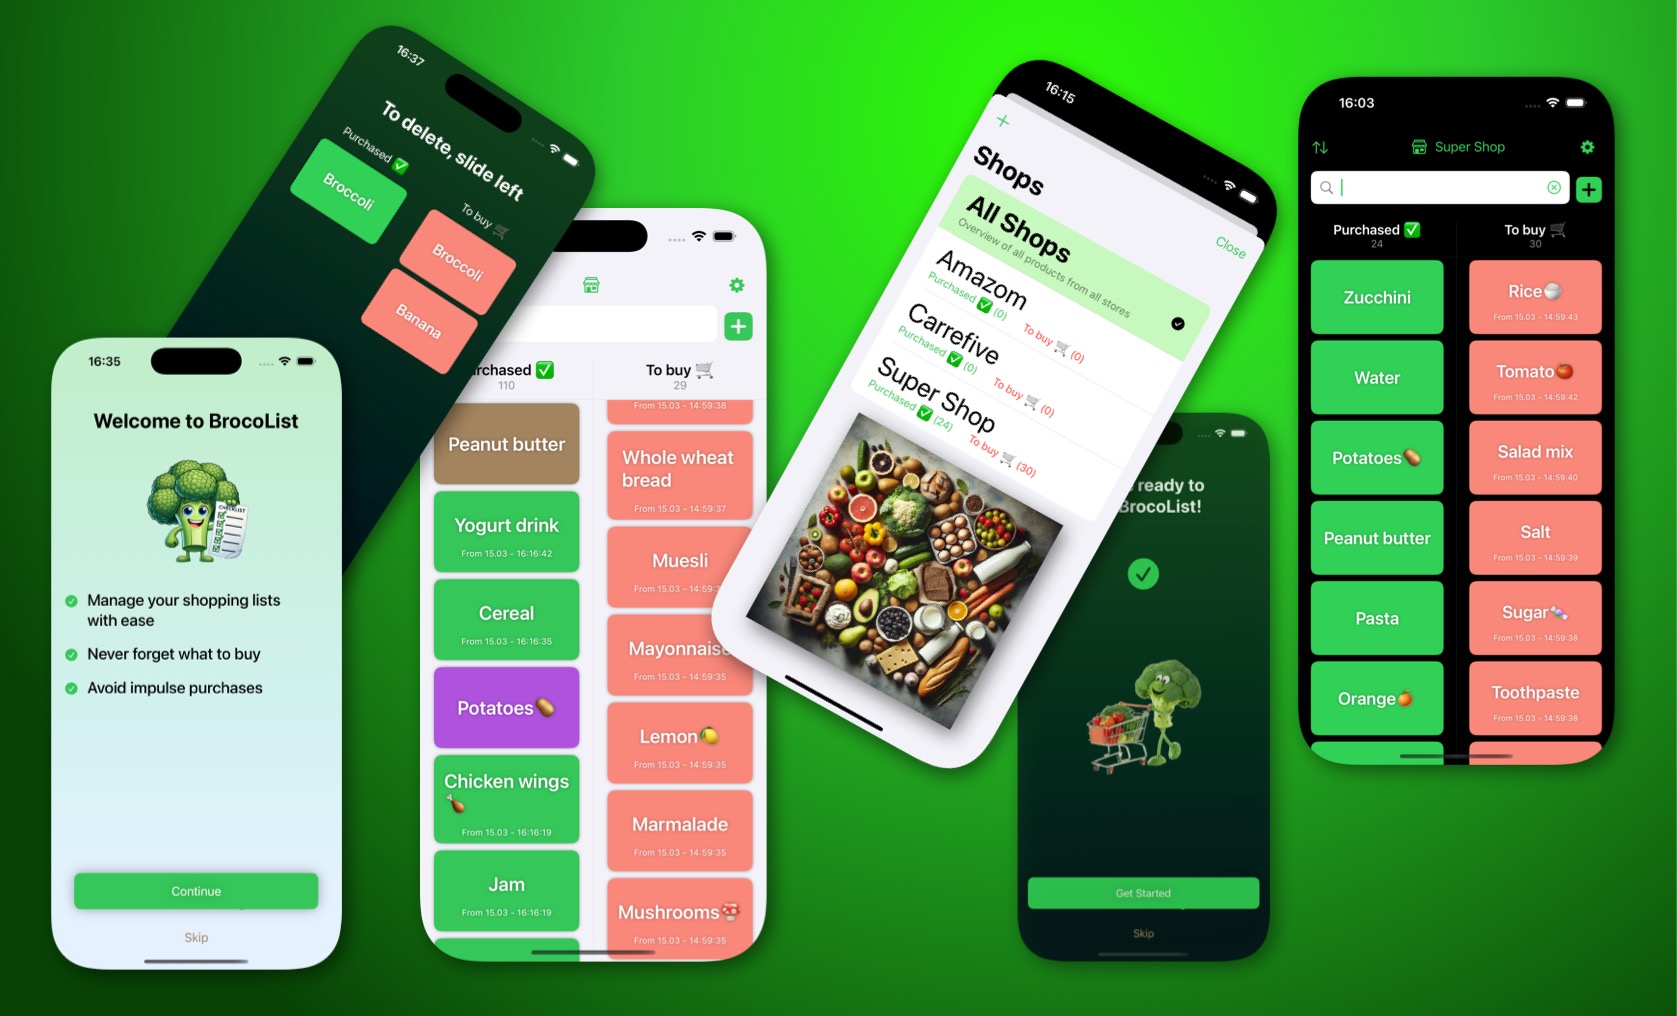 16:35
Welcome to BrocoList
CHECKLIST
Manage your shopping lists
with ease
Never forget what to buy
Avoid impulse purchases
Continue
Skip
16:37
To delete, slide left
Purchased ✅
Broccoli
To buy 🛒
Broccoli
Banana
rchased ✅
110
To buy 🛒
29
Peanut butter
Yogurt drink
From 15.03 - 16:16:42
Cereal
From 15.03 - 16:16:35
Potatoes🥔
Chicken wings
🍗
From 15.03 - 16:16:19
Jam
From 15.03 - 16:16:19
From 15.03 - 14:59:38
Whole wheat
bread
From 15.03 - 14:59:37
Muesli
From 15.03 - 14:59:3
Mayonnaise
From 15.03 - 14:59:35
Lemon🍋
From 15.03 - 14:59:35
Marmalade
From 15.03 - 14:59:35
Mushrooms🍄
From 15.03 - 14:59:35
16:15
+
Close
Shops
All Shops
Overview of all products from all stores
Amazom
Purchased ✅ (0)
To buy 🛒 (0)
Carrefive
Purchased ✅ (0)
To buy 🛒 (0)
Super Shop
Purchased ✅ (24)
To buy 🛒 (30)
ready to
BrocoList!
Get Started
Skip
16:03
Super Shop
Purchased ✅
24
To buy 🛒
30
Zucchini
Water
Potatoes🥔
Peanut butter
Pasta
Orange🍊
Rice🍚
From 15.03 - 14:59:43
Tomato🍅
From 15.03 - 14:59:42
Salad mix
From 15.03 - 14:59:40
Salt
From 15.03 - 14:59:39
Sugar🍬
From 15.03 - 14:59:38
Toothpaste
From 15.03 - 14:59:38